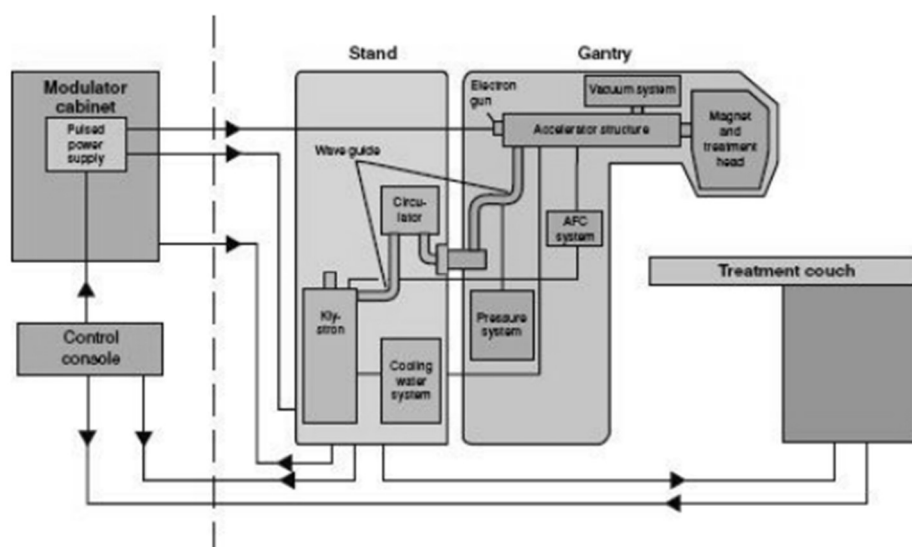 Stand
Gantry
Modulator
cabinet
Pulsed
power
supply
Electron
gun
Vacuum system
Accelerator structure
Magnet
and
treatment
head
Wave guide
Circu-
lator
AFC
system
Treatment couch
Kly-
stron
Pressure
system
Control
console
Cooling
water
system